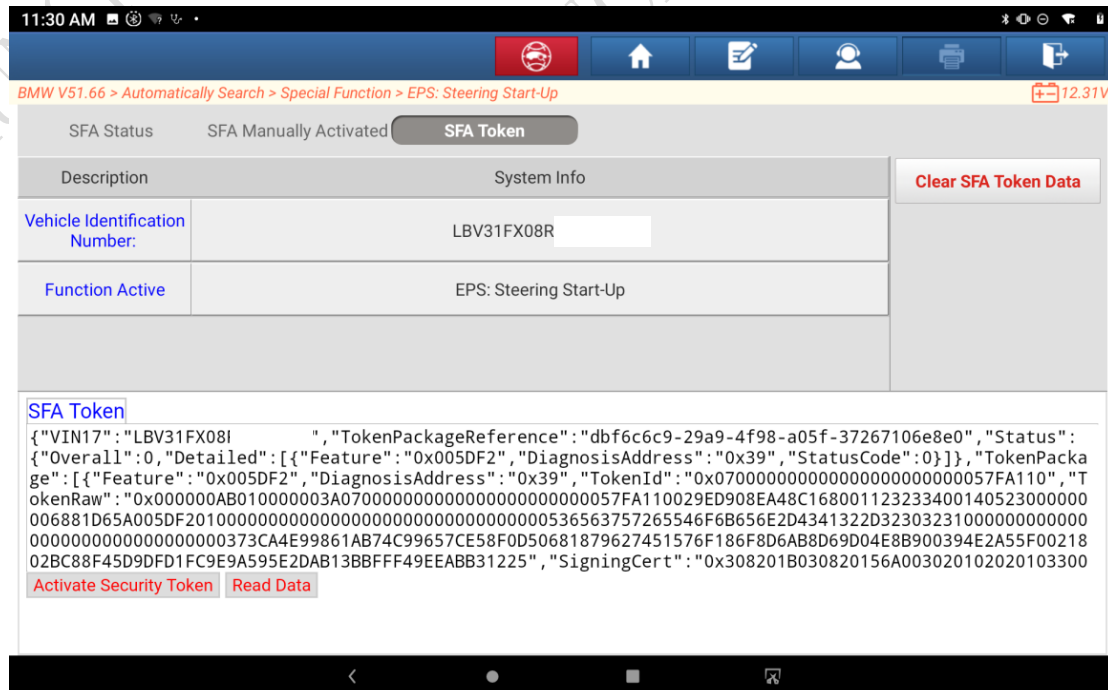 11:30 AM
BMW V51.66 > Automatically Search > Special Function > EPS: Steering Start-Up
12.31V
SFA Status
SFA Manually Activated
SFA Token
Description
System Info
Clear SFA Token Data
Vehicle Identification
Number:
LBV31FX08R
Function Active
EPS: Steering Start-Up
SFA Token
{"VIN17":"LBV31FX08 ","TokenPackageReference":"dbf6c6c9-29a9-4f98-a05f-37267106e8e0","Status":
{"Overall":0,"Detailed":[{"Feature":"0x005DF2","DiagnosisAddress":"0x39","StatusCode":0}]},"TokenPacka
ge":[{"Feature":"0x005DF2","DiagnosisAddress":"0x39","TokenId":"0x07000000000000000000000057FA110","T
okenRaw":"0x000000AB010000003A07000000000000000000000000057FA110029ED908EA48C16800112323340014052300000
006881D65A005DF201000000000000000000000000000000005365637572655 46F6B656E2D4341322D32303231000000000000
0000000000000000000373CA4E99861AB74C99657CE58F0D50681879627451576F186F8D6AB8D69D04E8B900394E2A55F00218
02BC88F45D9DFD1FC9E9A595E2DAB13BBFFF49EEABB31225","SigningCert":"0x308201B030820156A003020102020103300
Activate Security Token
Read Data